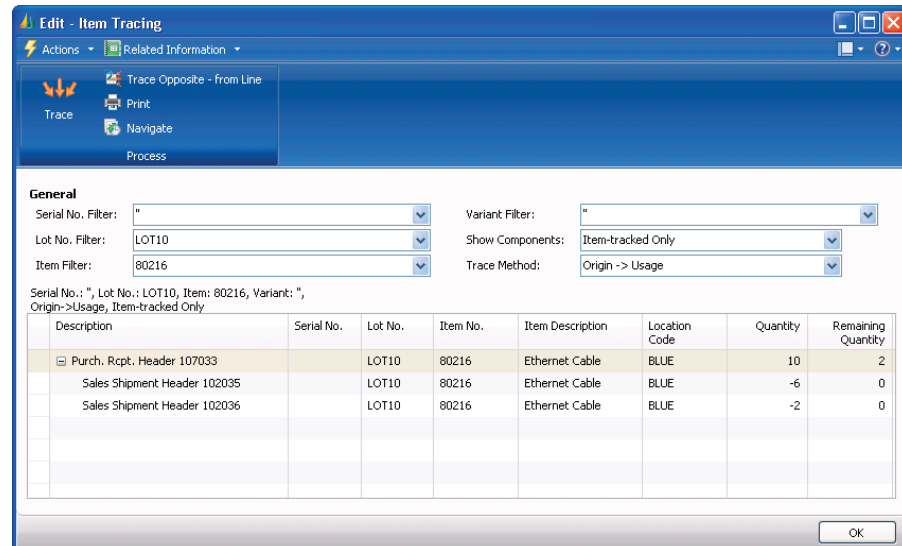 Edit - Item Tracing
Actions Related Information
Trace Opposite - from Line
Print
Trace
Navigate
Process
General
Serial No. Filter: '' Variant Filter: ''
Lot No. Filter: LOT10 Show Components: Item-tracked Only
Item Filter: 80216 Trace Method: Origin -> Usage
Serial No.: '', Lot No.: LOT10, Item: 80216, Variant: '',
Origin->Usage, Item-tracked Only
Description Serial No. Lot No. Item No. Item Description Location Code Quantity Remaining Quantity
Purch. Rcpt. Header 107033 LOT10 80216 Ethernet Cable BLUE 10 2
Sales Shipment Header 102035 LOT10 80216 Ethernet Cable BLUE -6 0
Sales Shipment Header 102036 LOT10 80216 Ethernet Cable BLUE -2 0
OK